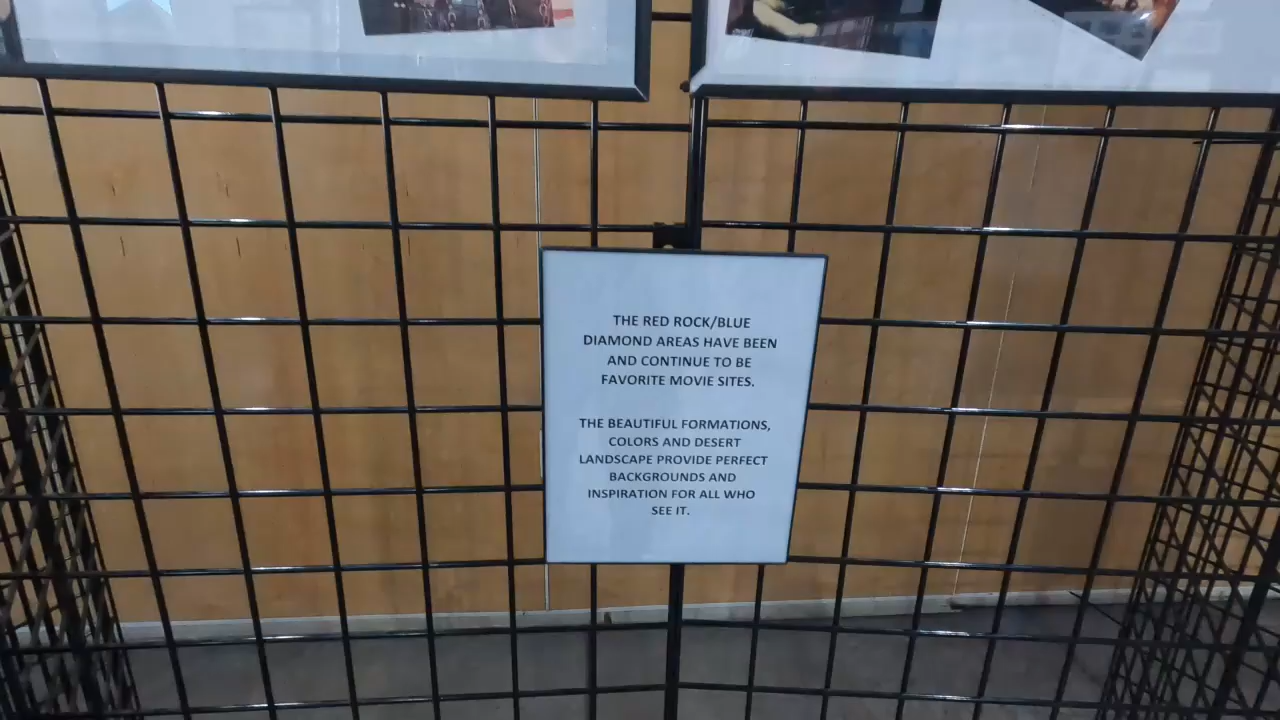 THE RED ROCK/BLUE
DIAMOND AREAS HAVE BEEN
AND CONTINUE TO BE
FAVORITE MOVIE SITES.
THE BEAUTIFUL FORMATIONS,
COLORS AND DESERT
LANDSCAPE PROVIDE PERFECT
BACKGROUNDS AND
INSPIRATION FOR ALL WHO
SEE IT.